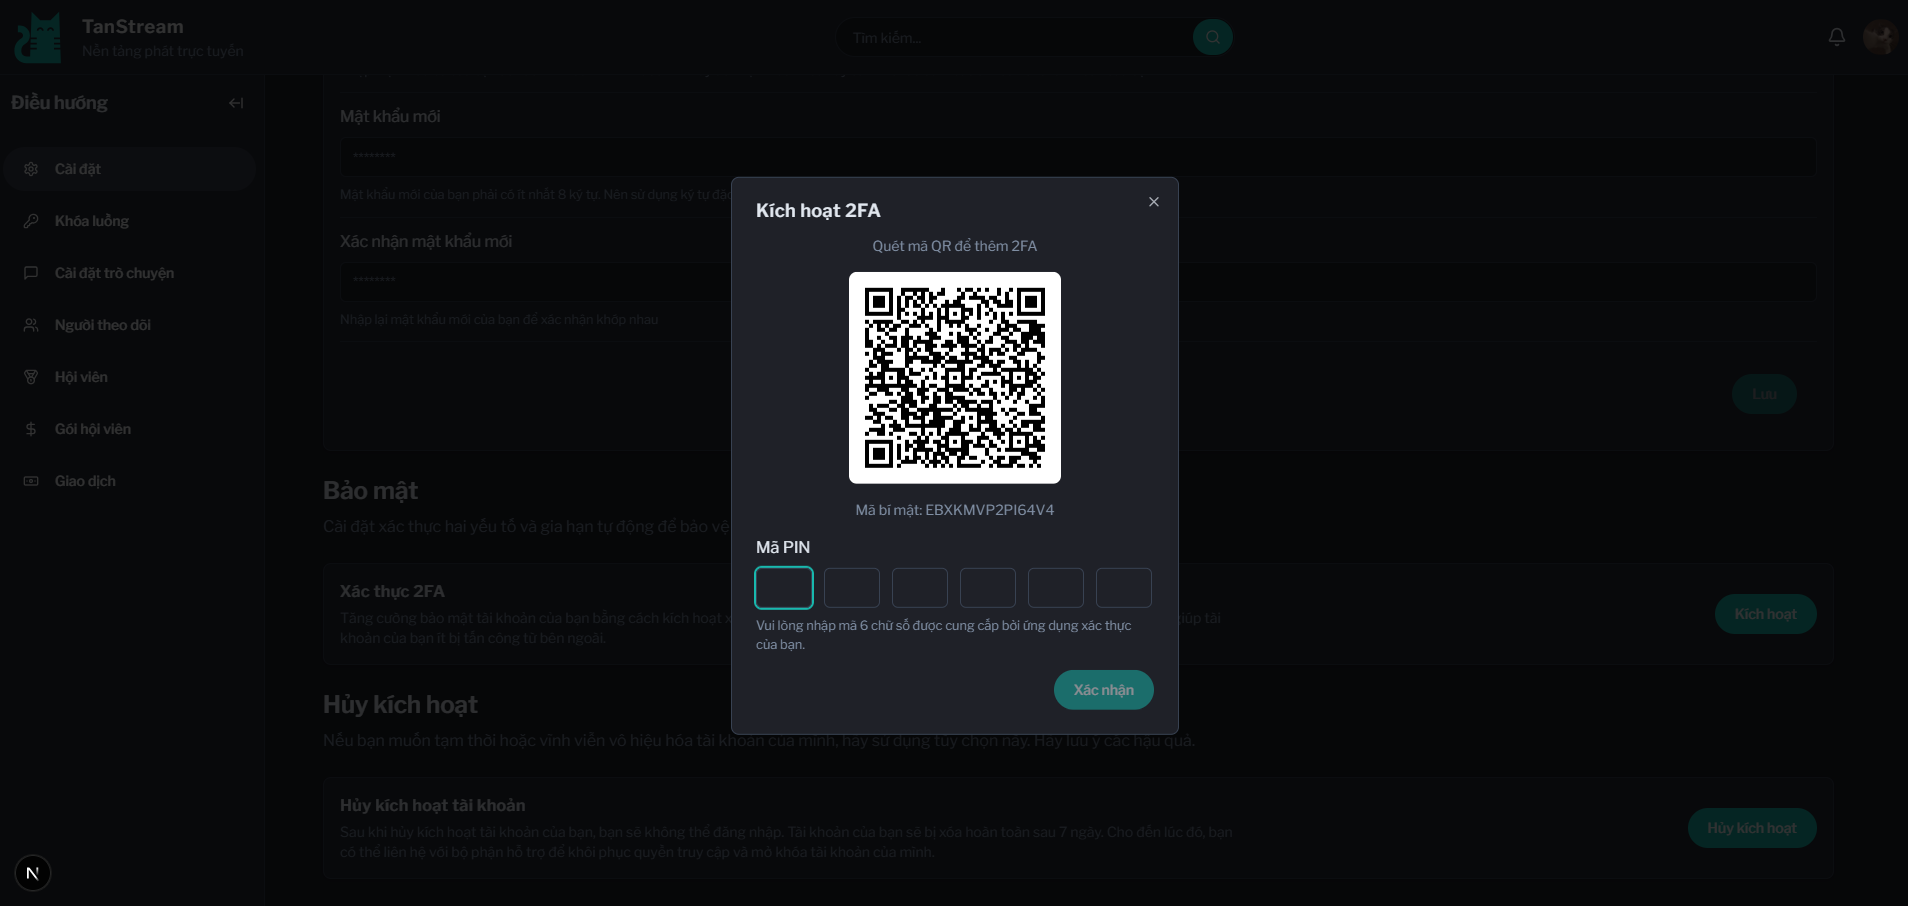 TanStream
Nền tảng phát trực tuyến
Tìm kiếm...
Điều hướng
Cài đặt
Khóa luồng
Cài đặt trò chuyện
Người theo dõi
Hội viên
Gói hội viên
Giao dịch
Mật khẩu mới
********
Mật khẩu mới của bạn phải có ít nhất 8 ký tự. Nên sử dụng ký tự đặc
Xác nhận mật khẩu mới
********
Nhập lại mật khẩu mới của bạn để xác nhận khớp nhau
Lưu
Bảo mật
Cài đặt xác thực hai yếu tố và gia hạn tự động để bảo vệ
Xác thực 2FA
Tăng cường bảo mật tài khoản của bạn bằng cách kích hoạt x
giúp tài
khoản của bạn ít bị tấn công từ bên ngoài.
Kích hoạt
Hủy kích hoạt
Nếu bạn muốn tạm thời hoặc vĩnh viễn vô hiệu hóa tài khoản của mình, hãy sử dụng tùy chọn này. Hãy lưu ý các hậu quả.
Hủy kích hoạt tài khoản
Sau khi hủy kích hoạt tài khoản của bạn, bạn sẽ không thể đăng nhập. Tài khoản của bạn sẽ bị xóa hoàn toàn sau 7 ngày. Cho đến lúc đó, bạn
có thể liên hệ với bộ phận hỗ trợ để khôi phục quyền truy cập và mở khóa tài khoản của mình.
Hủy kích hoạt
Kích hoạt 2FA
Quét mã QR để thêm 2FA
Mã bí mật: EBXKMVP2PI64V4
Mã PIN
Vui lòng nhập mã 6 chữ số được cung cấp bởi ứng dụng xác thực
của bạn.
Xác nhận
N